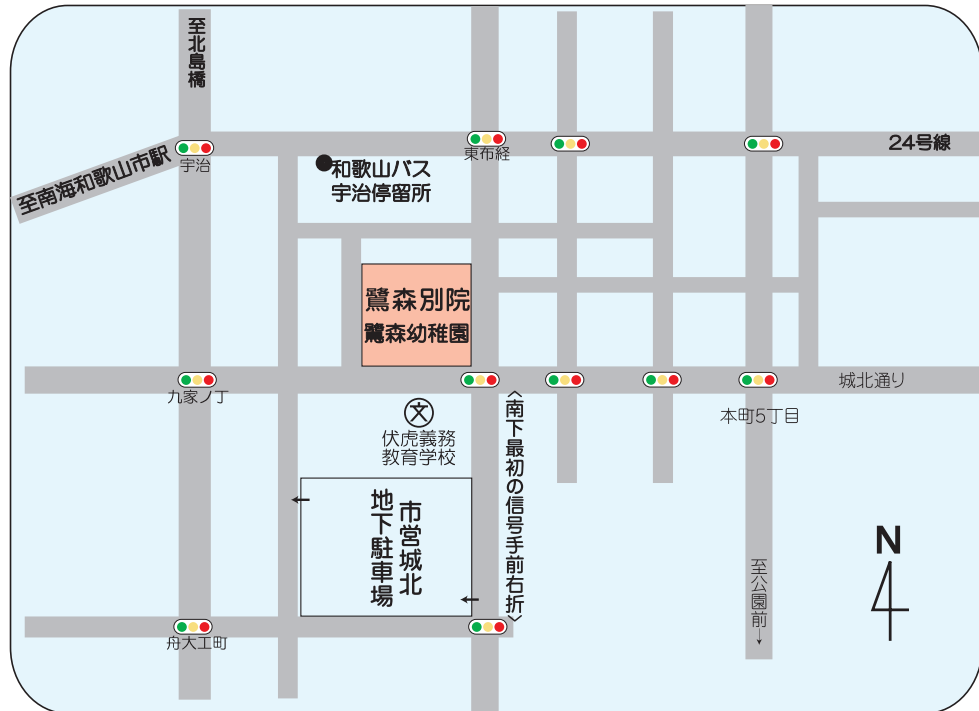 至北島橋
至南海和歌山市駅
宇治
和歌山バス
宇治停留所
東布経
24号線
鷺森別院
鷺森幼稚園
九家ノ丁
城北通り
本町5丁目
文
伏虎義務
教育学校
〈南下最初の信号手前右折〉
市営城北
地下駐車場
至公園前→
舟大工町
N